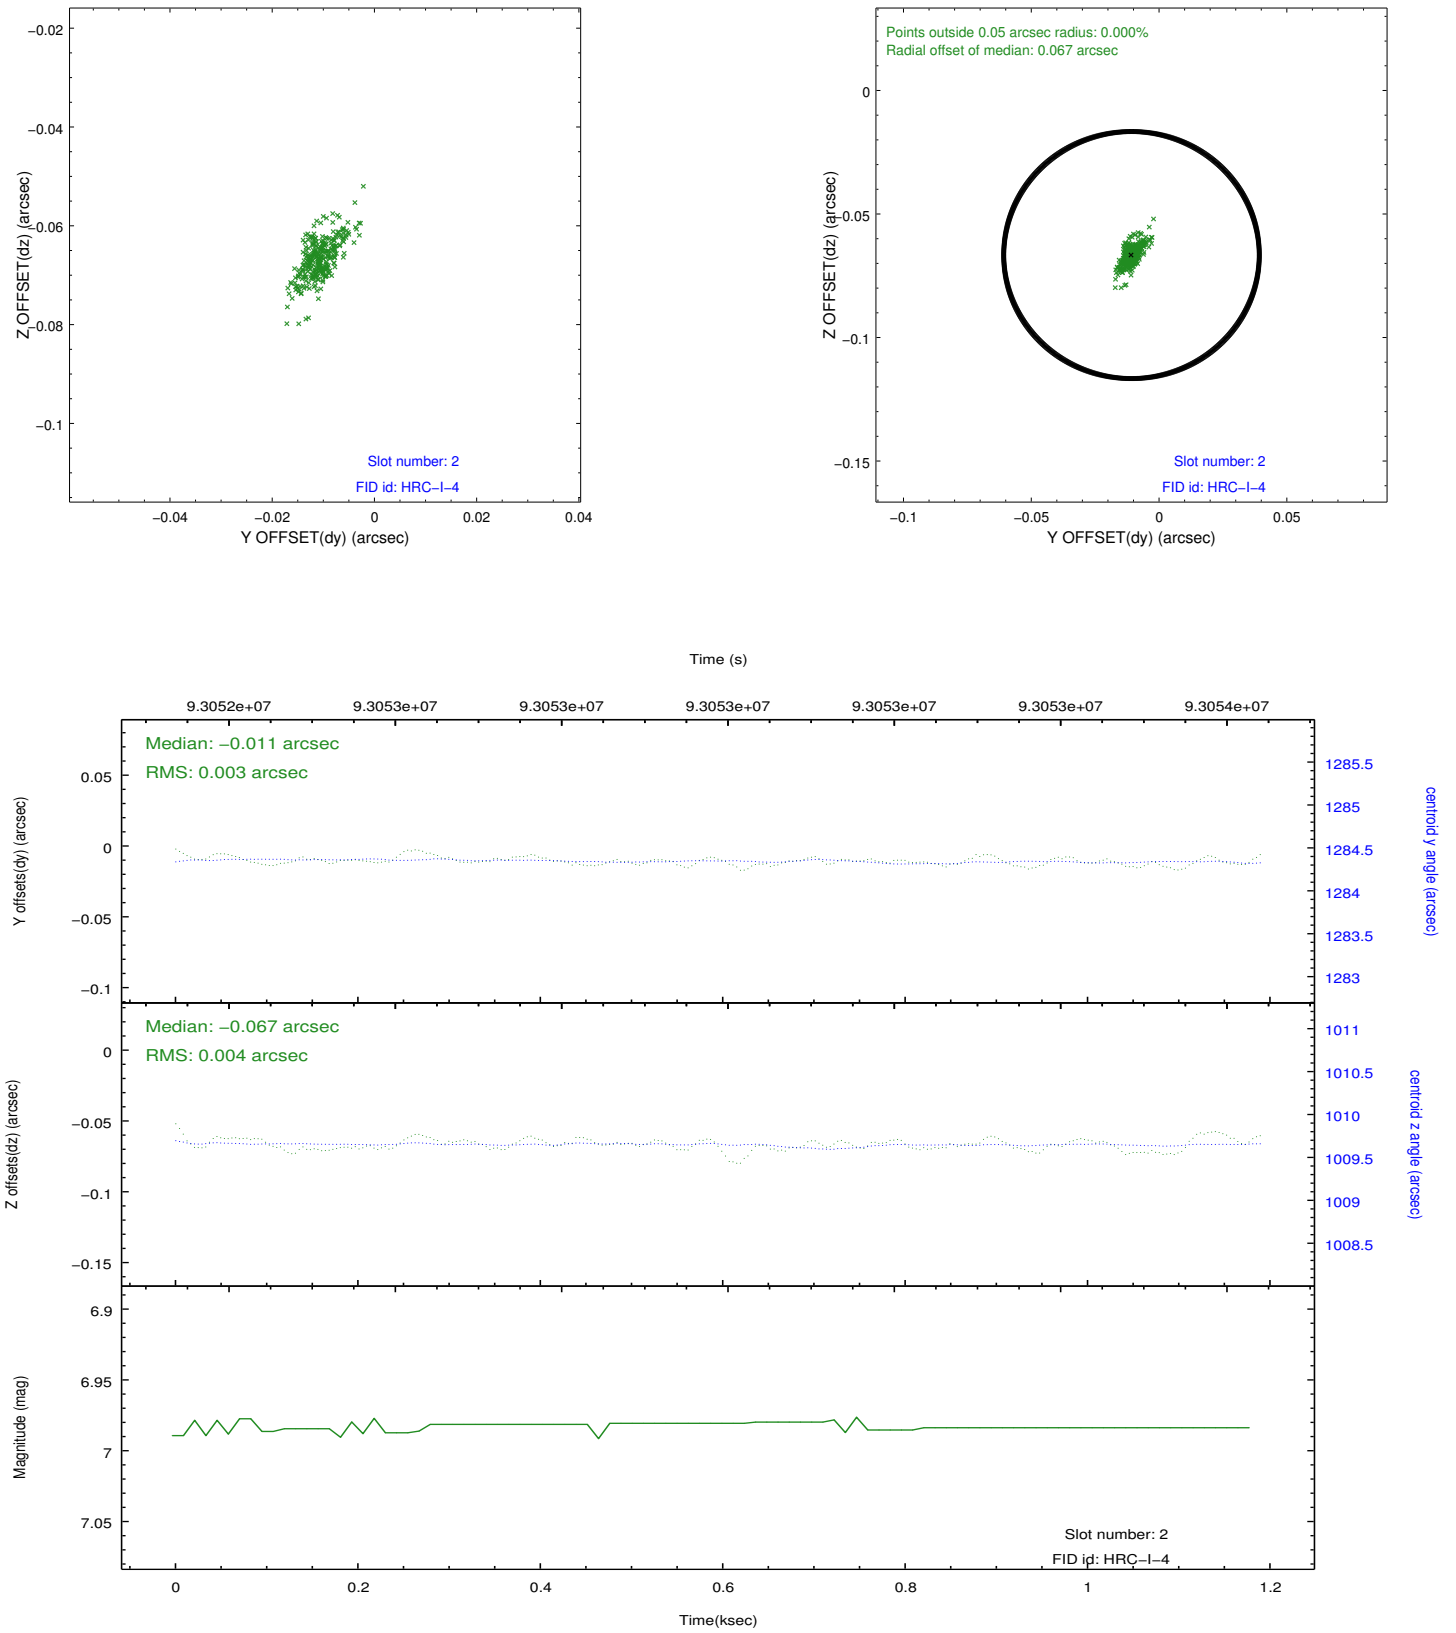 −0.02
−0.04
−0.06
−0.08
−0.1
Z OFFSET(dz) (arcsec)
Slot number: 2
FID id: HRC−I−4
−0.04
−0.02
0
0.02
0.04
Y OFFSET(dy) (arcsec)
Points outside 0.05 arcsec radius: 0.000%
Radial offset of median: 0.067 arcsec
0
−0.05
−0.1
−0.15
Z OFFSET(dz) (arcsec)
Slot number: 2
FID id: HRC−I−4
−0.1
−0.05
0
0.05
Y OFFSET(dy) (arcsec)
Time (s)
9.3052e+07
9.3053e+07
9.3053e+07
9.3053e+07
9.3053e+07
9.3053e+07
9.3054e+07
Median: −0.011 arcsec
RMS: 0.003 arcsec
0.05
0
−0.05
−0.1
Y offsets(dy) (arcsec)
1285.5
1285
1284.5
1284
1283.5
1283
centroid y angle (arcsec)
Median: −0.067 arcsec
RMS: 0.004 arcsec
0
−0.05
−0.1
−0.15
Z offsets(dz) (arcsec)
1011
1010.5
1010
1009.5
1009
1008.5
centroid z angle (arcsec)
6.9
6.95
7
7.05
Magnitude (mag)
Slot number: 2
FID id: HRC−I−4
0
0.2
0.4
0.6
0.8
1
1.2
Time(ksec)